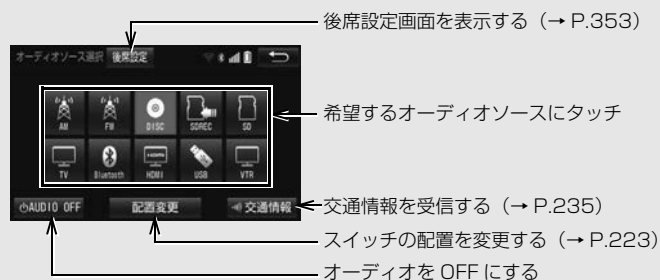 後席設定画面を表示する（→ P.353）
オーディオソース選択 後席設定
希望するオーディオソースにタッチ
AM FM DISC SDREC SD
TV Bluetooth HDMI USB VTR
AUDIO OFF 配置変更 交通情報
交通情報を受信する（→ P.235）
スイッチの配置を変更する（→ P.223）
オーディオを OFF にする